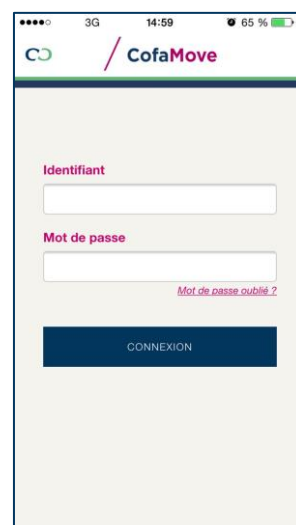 3G 14:59 65 %
CofaMove
Identifiant
Mot de passe
Mot de passe oublié ?
CONNEXION